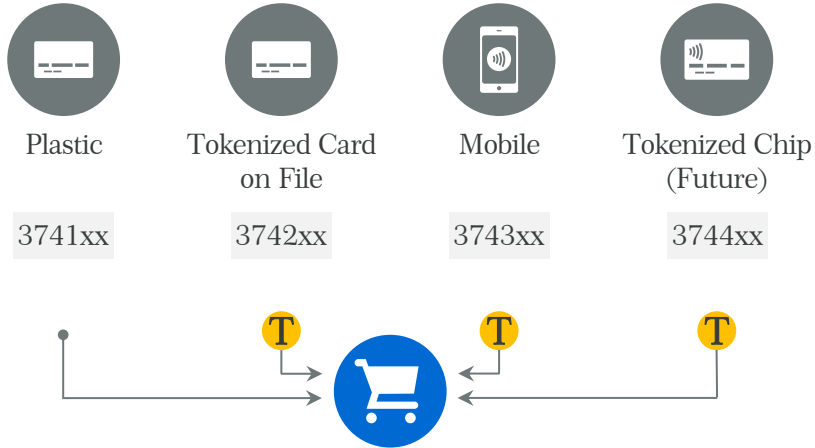 Plastic
Tokenized Card
on File
Mobile
Tokenized Chip
(Future)
3741xx
3742xx
3743xx
3744xx
T
T
T